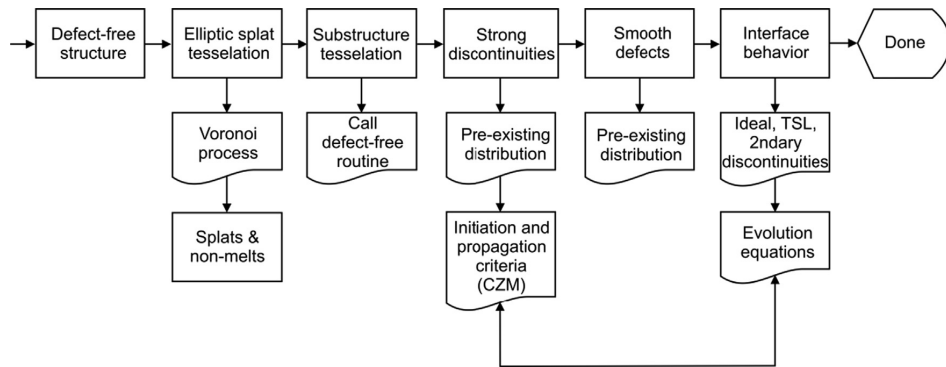 Defect-free
structure
Elliptic splat
tesselation
Substructure
tesselation
Strong
discontinuities
Smooth
defects
Interface
behavior
Done
Voronoi
process
Call
defect-free
routine
Pre-existing
distribution
Pre-existing
distribution
Ideal, TSL,
2ndary
discontinuities
Splats &
non-melts
Initiation and
propagation
criteria
(CZM)
Evolution
equations